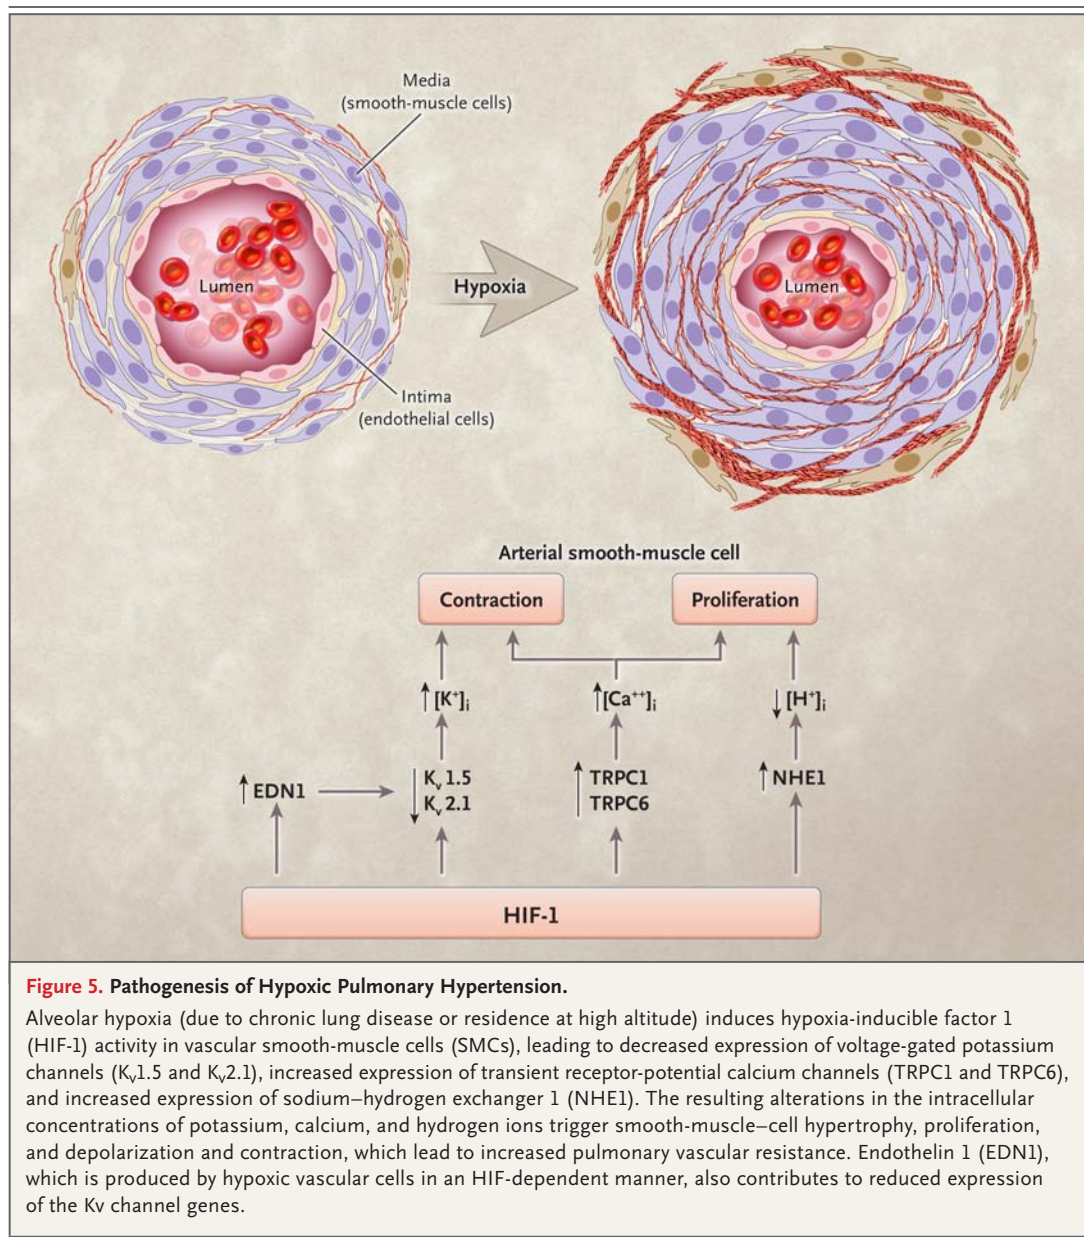 Media
(smooth-muscle cells)
Lumen
Hypoxia
Lumen
Intima
(endothelial cells)
Arterial smooth-muscle cell
Contraction
Proliferation
↑[K⁺]ᵢ
↑[Ca⁺⁺]ᵢ
↓[H⁺]ᵢ
↑EDN1
↓Kᵥ1.5
Kᵥ2.1
↑TRPC1
TRPC6
↑NHE1
HIF-1
Figure 5. Pathogenesis of Hypoxic Pulmonary Hypertension.
Alveolar hypoxia (due to chronic lung disease or residence at high altitude) induces hypoxia-inducible factor 1
(HIF-1) activity in vascular smooth-muscle cells (SMCs), leading to decreased expression of voltage-gated potassium
channels (Kᵥ1.5 and Kᵥ2.1), increased expression of transient receptor-potential calcium channels (TRPC1 and TRPC6),
and increased expression of sodium–hydrogen exchanger 1 (NHE1). The resulting alterations in the intracellular
concentrations of potassium, calcium, and hydrogen ions trigger smooth-muscle–cell hypertrophy, proliferation,
and depolarization and contraction, which lead to increased pulmonary vascular resistance. Endothelin 1 (EDN1),
which is produced by hypoxic vascular cells in an HIF-dependent manner, also contributes to reduced expression
of the Kv channel genes.